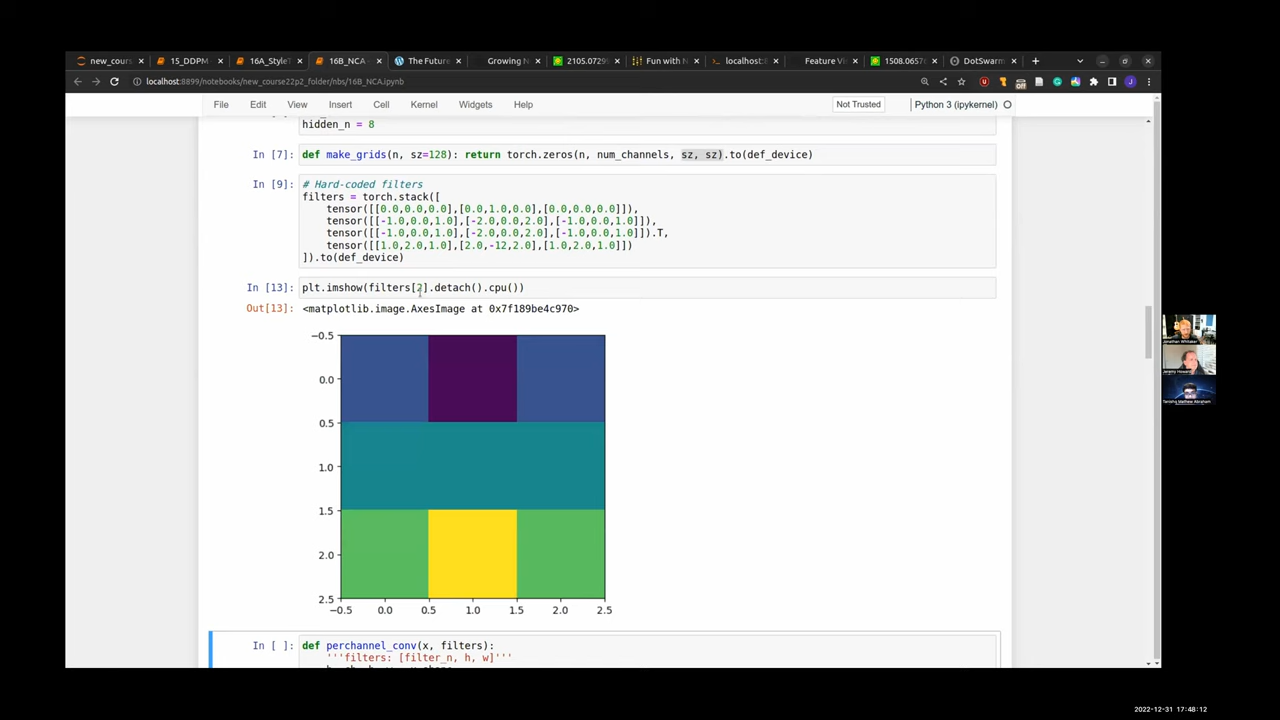 new_cours
15_DDPM
16A_StyleT
16B_NCA -
The Future
Growing N
2105.0729
Fun with N
localhost:8
Feature Vi
1508.0657
DotSwarm
localhost:8899/notebooks/new_course22p2_folder/nbs/16B_NCA.ipynb
File Edit View Insert Cell Kernel Widgets Help
Not Trusted
Python 3 (ipykernel)
hidden_n = 8
In [7]: def make_grids(n, sz=128): return torch.zeros(n, num_channels, sz, sz).to(def_device)
In [9]: # Hard-coded filters
filters = torch.stack([
tensor([[0.0,0.0,0.0],[0.0,1.0,0.0],[0.0,0.0,0.0]]),
tensor([[-1.0,0.0,1.0],[-2.0,0.0,2.0],[-1.0,0.0,1.0]]),
tensor([[-1.0,0.0,1.0],[-2.0,0.0,2.0],[-1.0,0.0,1.0]]).T,
tensor([[1.0,2.0,1.0],[2.0,-12,2.0],[1.0,2.0,1.0]])
]).to(def_device)
In [13]: plt.imshow(filters[2].detach().cpu())
Out[13]: <matplotlib.image.AxesImage at 0x7f189be4c970>
−0.5
0.0
0.5
1.0
1.5
2.0
2.5
−0.5 0.0 0.5 1.0 1.5 2.0 2.5
In [ ]: def perchannel_conv(x, filters):
'''filters: [filter_n, h, w]'''
Jonathan Whitaker
Jeremy Howard
Tanishq Mathew Abraham
2022-12-31 17:48:12